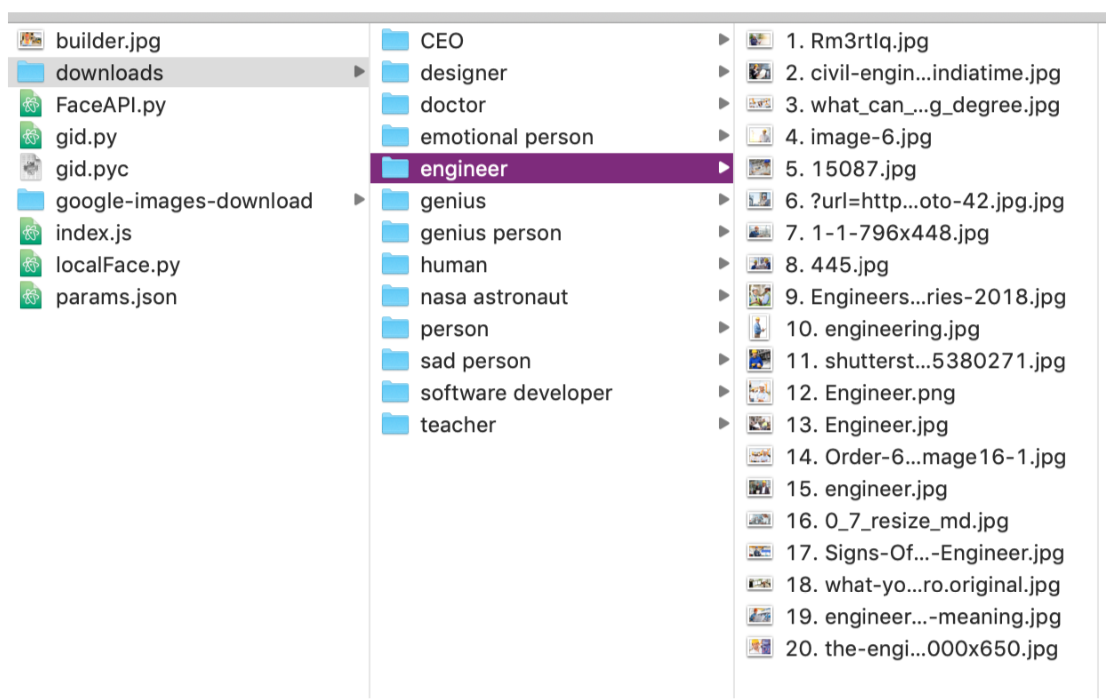 builder.jpg
downloads
FaceAPI.py
gid.py
gid.pyc
google-images-download
index.js
localFace.py
params.json
CEO
designer
doctor
emotional person
engineer
genius
genius person
human
nasa astronaut
person
sad person
software developer
teacher
1. Rm3rtlq.jpg
2. civil-engin...indiatime.jpg
3. what_can_...g_degree.jpg
4. image-6.jpg
5. 15087.jpg
6. ?url=http...oto-42.jpg.jpg
7. 1-1-796x448.jpg
8. 445.jpg
9. Engineers...ries-2018.jpg
10. engineering.jpg
11. shutterst...5380271.jpg
12. Engineer.png
13. Engineer.jpg
14. Order-6...mage16-1.jpg
15. engineer.jpg
16. 0_7_resize_md.jpg
17. Signs-Of...-Engineer.jpg
18. what-yo...ro.original.jpg
19. engineer...-meaning.jpg
20. the-engi...000x650.jpg